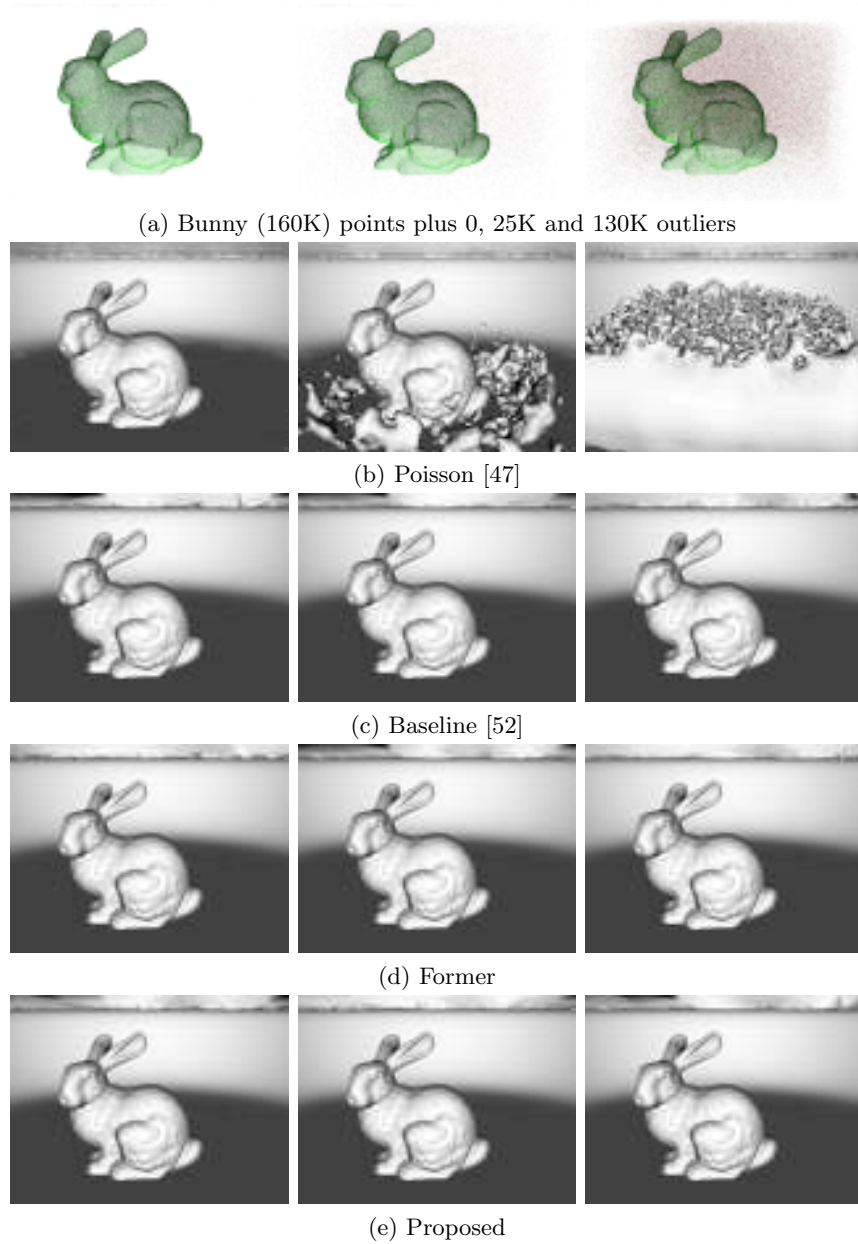 (a) Bunny (160K) points plus 0, 25K and 130K outliers
(b) Poisson [47]
(c) Baseline [52]
(d) Former
(e) Proposed